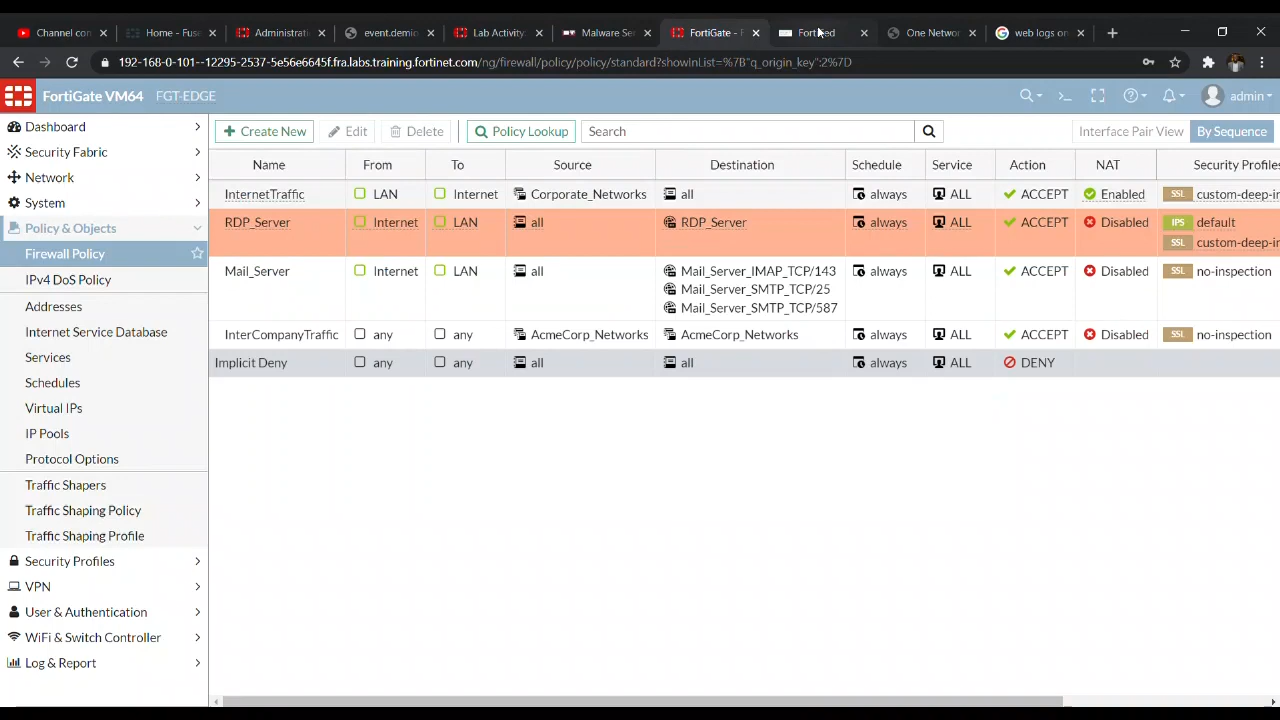 Channel con
Home - Fuse
Administrati
event.demio
Lab Activity:
Malware Ser
FortiGate - F
One Networ
web logs on
192-168-0-101--12295-2537-5e56e6645f.fra.labs.training.fortinet.com/ng/firewall/policy/policy/standard?showInList=%7B"q_origin_key":2%7D
FortiGate VM64 FGT-EDGE
admin
Dashboard
Security Fabric
Network
System
Policy & Objects
Firewall Policy
IPv4 DoS Policy
Addresses
Internet Service Database
Services
Schedules
Virtual IPs
IP Pools
Protocol Options
Traffic Shapers
Traffic Shaping Policy
Traffic Shaping Profile
Security Profiles
VPN
User & Authentication
WiFi & Switch Controller
Log & Report
Create New Edit Delete Policy Lookup Search Interface Pair View By Sequence
Name From To Source Destination Schedule Service Action NAT Security Profiles
InternetTraffic LAN Internet Corporate_Networks all always ALL ACCEPT Enabled SSL custom-deep-in
RDP_Server Internet LAN all RDP_Server always ALL ACCEPT Disabled IPS default
SSL custom-deep-in
Mail_Server Internet LAN all Mail_Server_IMAP_TCP/143 always ALL ACCEPT Disabled SSL no-inspection
Mail_Server_SMTP_TCP/25
Mail_Server_SMTP_TCP/587
InterCompanyTraffic any any AcmeCorp_Networks AcmeCorp_Networks always ALL ACCEPT Disabled SSL no-inspection
Implicit Deny any any all all always ALL DENY